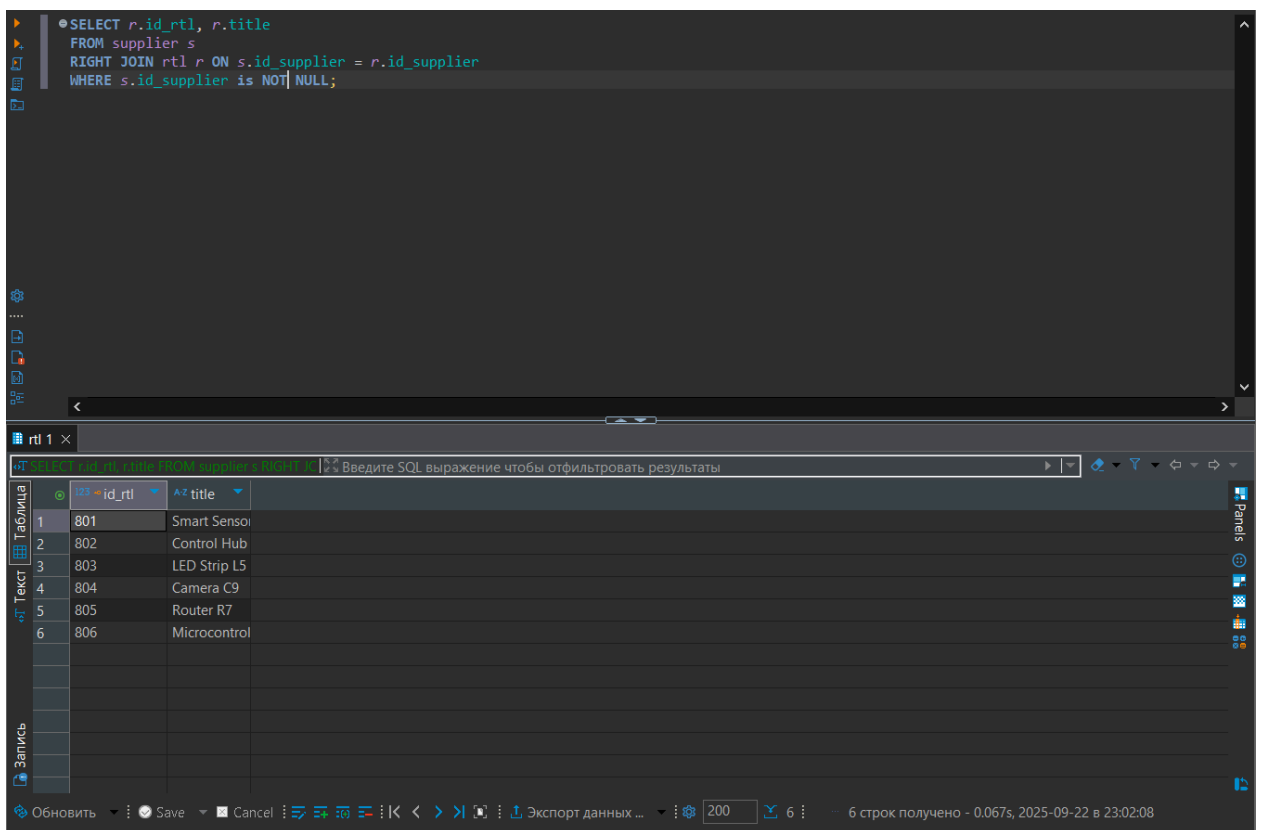 SELECT r.id_rtl, r.title
FROM supplier s
RIGHT JOIN rtl r ON s.id_supplier = r.id_supplier
WHERE s.id_supplier is NOT NULL;
rtl 1
SELECT r.id_rtl, r.title FROM supplier s RIGHT JC Введите SQL выражение чтобы отфильтровать результаты
Таблица
Текст
Запись
Panels
123 id_rtl A-Z title
1 801 Smart Sensor
2 802 Control Hub
3 803 LED Strip L5
4 804 Camera C9
5 805 Router R7
6 806 Microcontrol
Обновить Save Cancel Экспорт данных ... 200 6 6 строк получено - 0.067s, 2025-09-22 в 23:02:08